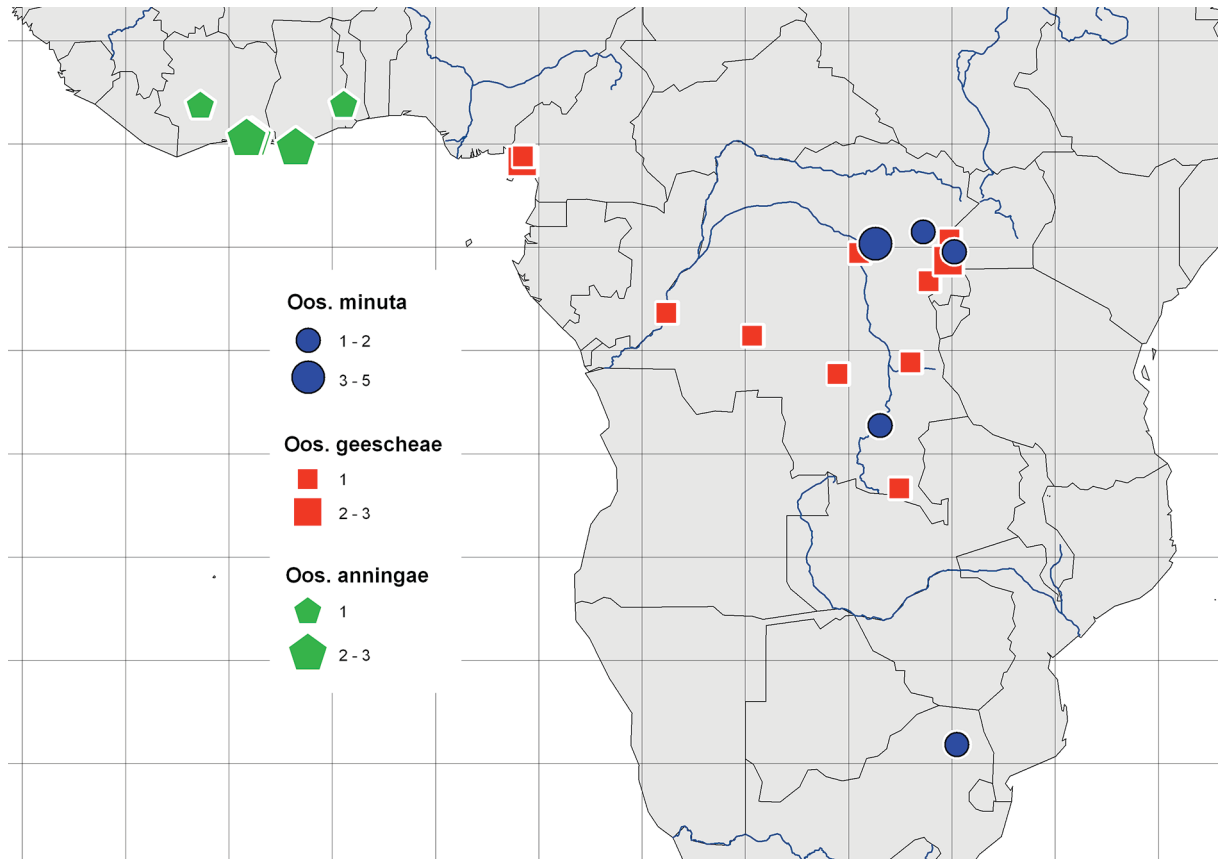 Oos. minuta
1 - 2
3 - 5
Oos. geescheae
1
2 - 3
Oos. anningae
1
2 - 3